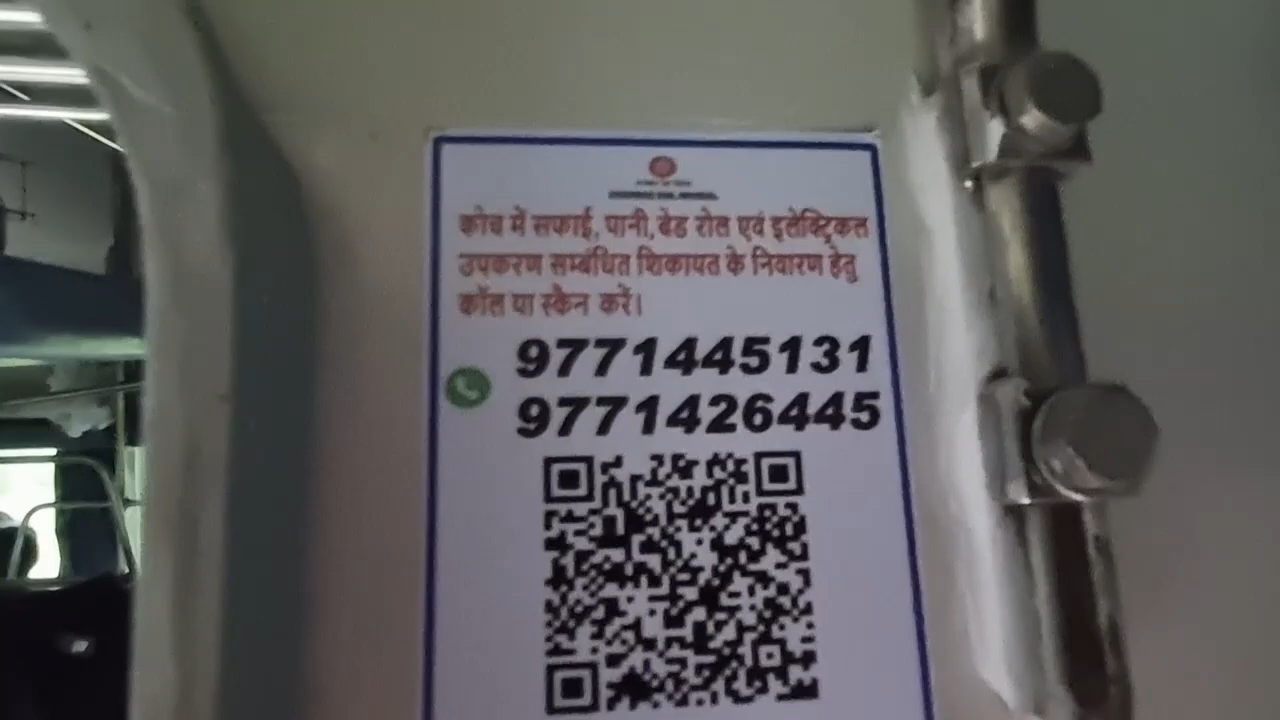 कोच में सफाई, पानी, बेड रोल एवं इलेक्ट्रिकल
उपकरण सम्बंधित शिकायत के निवारण हेतु
कॉल या स्कैन करें।
9771445131
9771426445